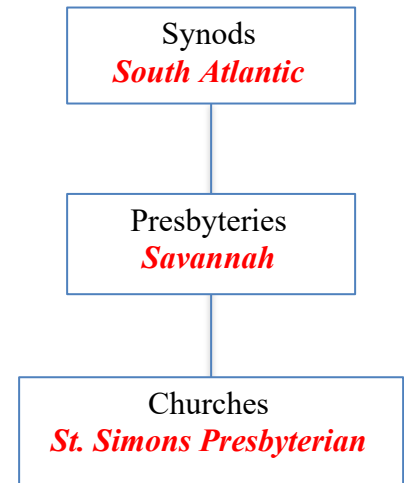 Synods
South Atlantic
Presbyteries
Savannah
Churches
St. Simons Presbyterian